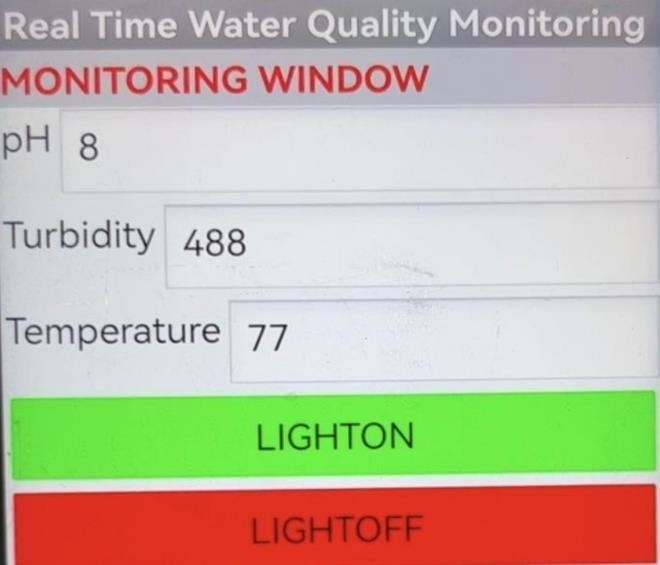 Real Time Water Quality Monitoring
MONITORING WINDOW
pH 8
Turbidity 488
Temperature 77
LIGHTON
LIGHTOFF